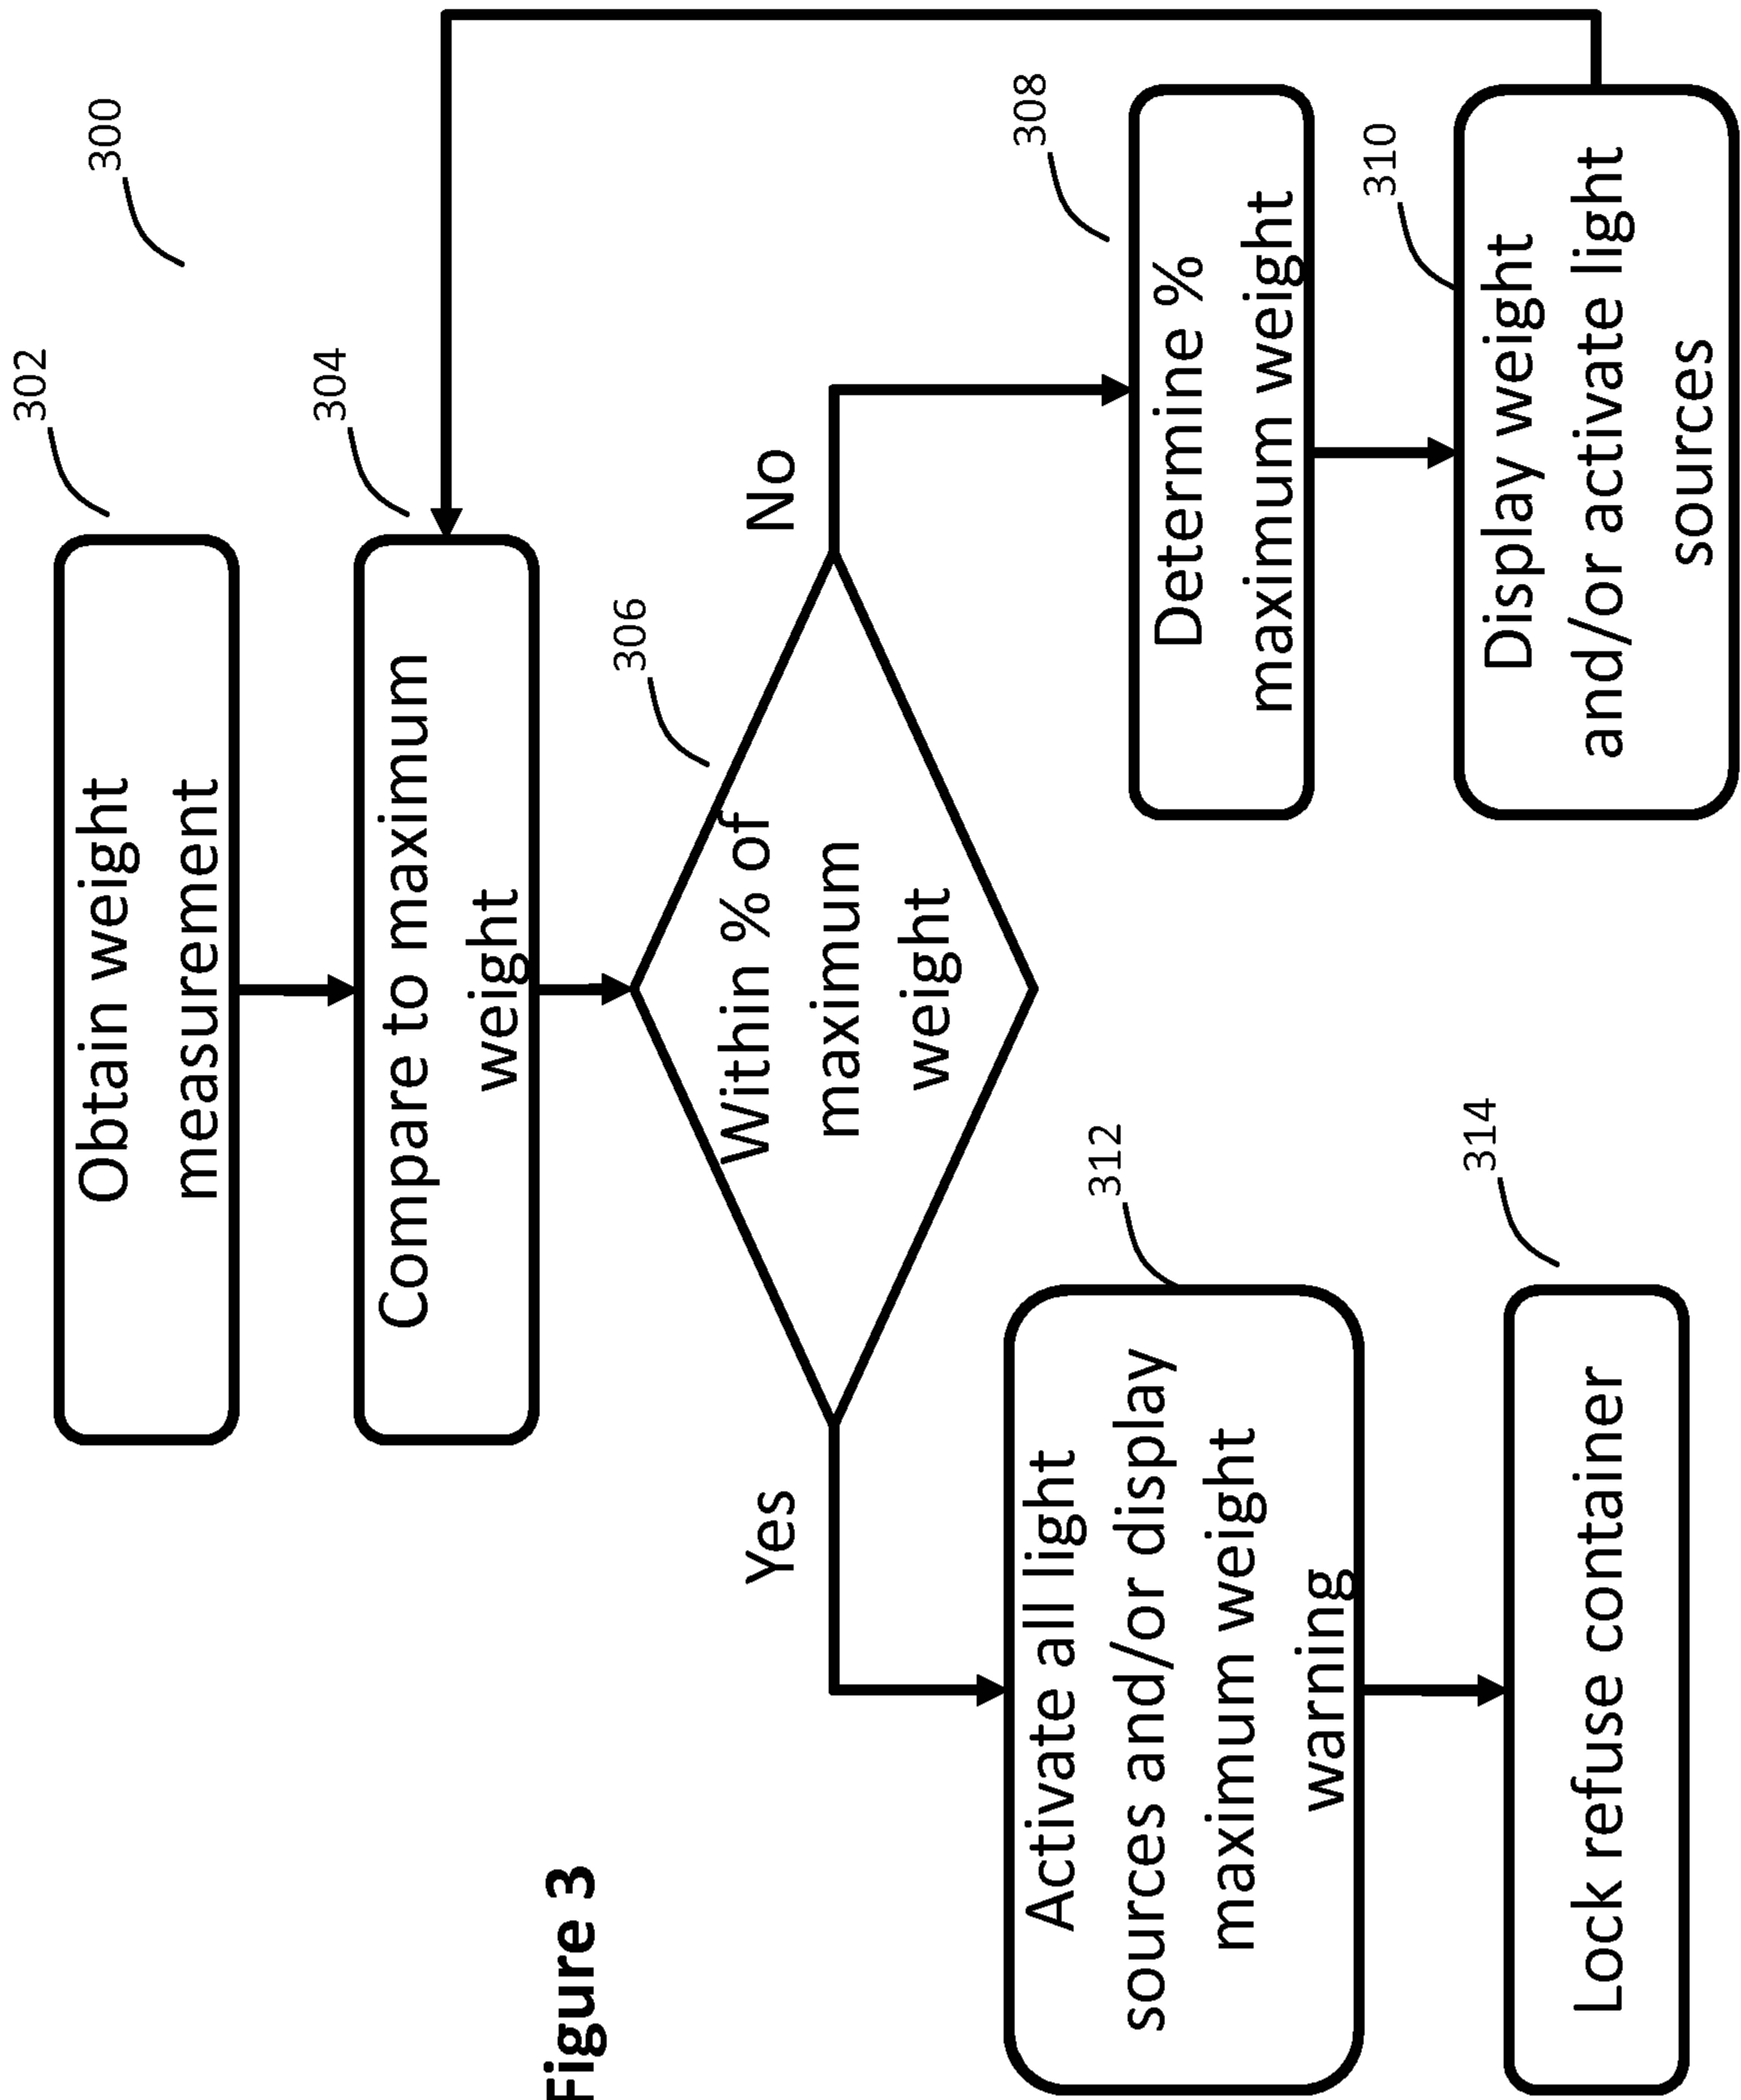 300
302
Obtain weight
measurement
304
Compare to maximum
weight
306
Within % of
maximum
weight
Yes
No
308
Determine %
maximum weight
310
Display weight
and/or activate light
sources
312
Activate all light
sources and/or display
maximum weight
warning
314
Lock refuse container
Figure 3